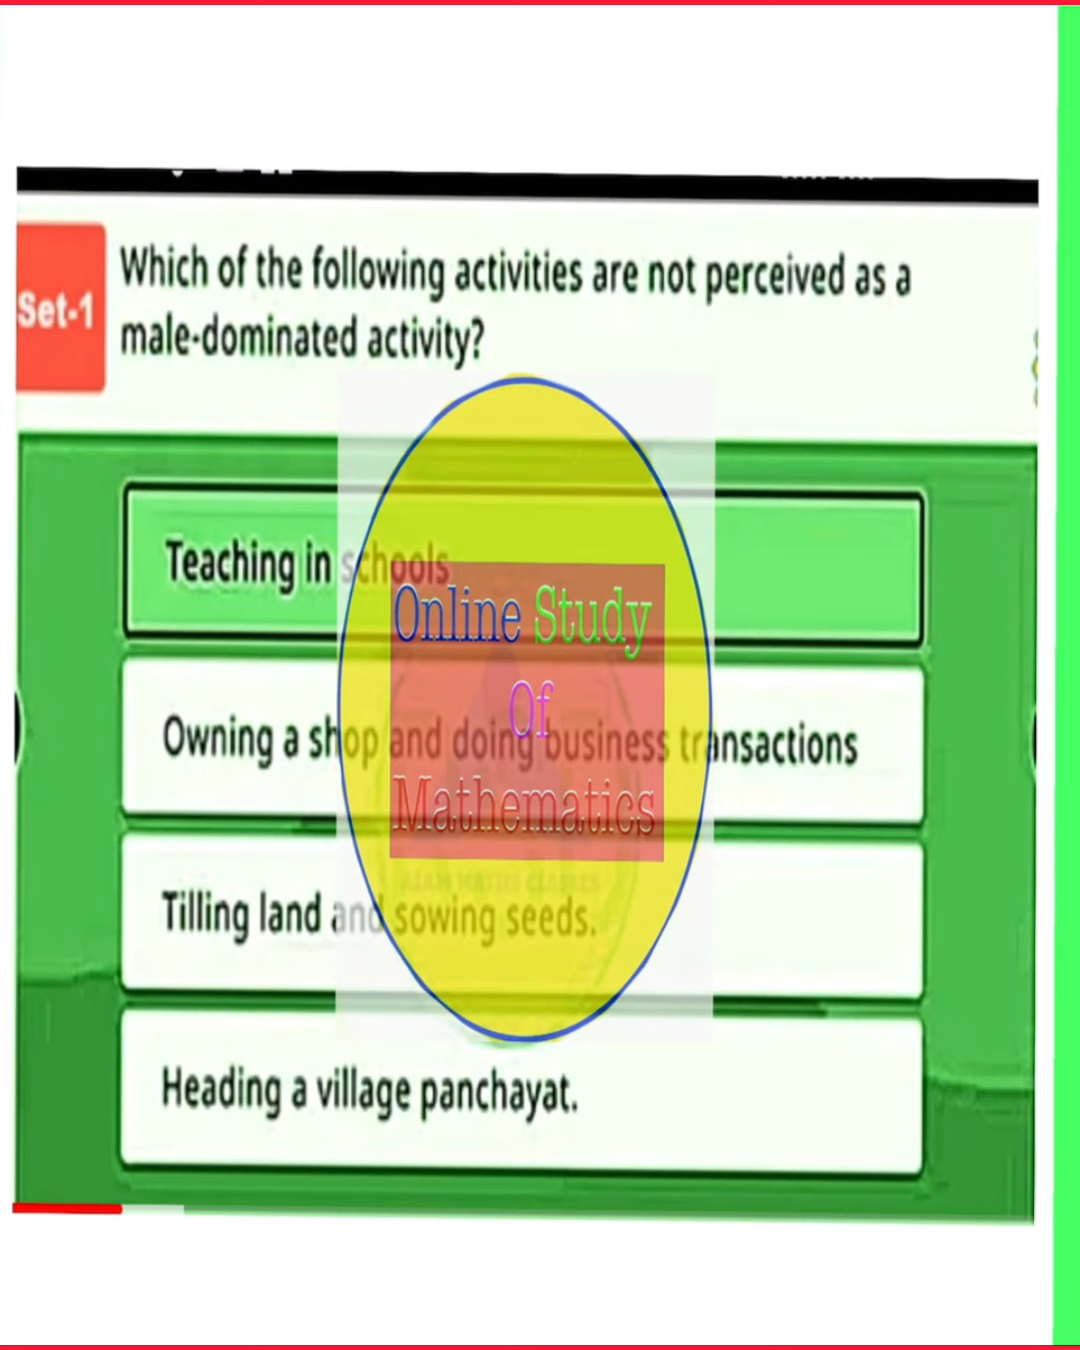 Set-1
Which of the following activities are not perceived as a
male-dominated activity?
Teaching in schools
Online Study
Of
Mathematics
Owning a shop and doing business transactions
Tilling land and sowing seeds.
Heading a village panchayat.